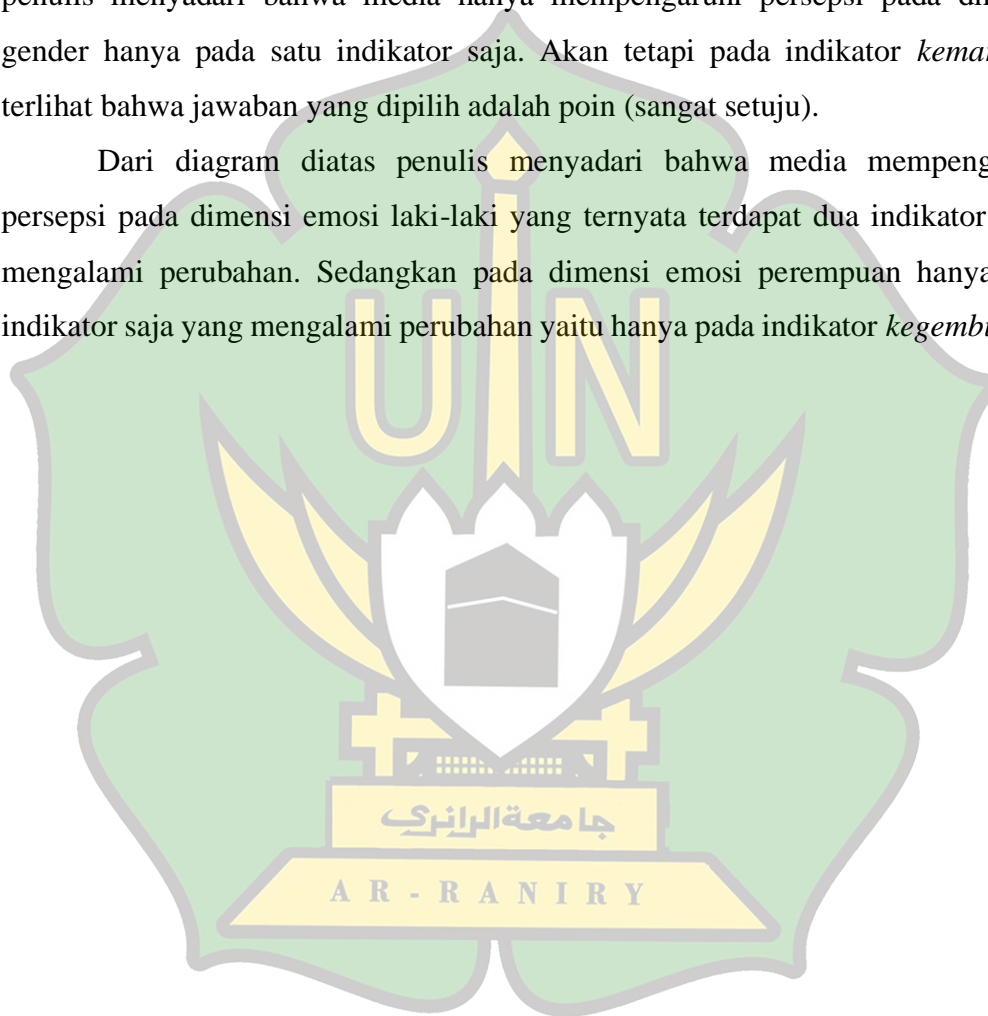 penulis menyadari bahwa media hanya mempengaruhi persepsi pada
gender hanya pada satu indikator saja. Akan tetapi pada indikator
terlihat bahwa jawaban yang dipilih adalah poin (sangat setuju).
Dari diagram diatas penulis menyadari bahwa media
persepsi pada dimensi emosi laki-laki yang ternyata terdapat dua indikator
mengalami perubahan. Sedangkan pada dimensi emosi perempuan hanya
indikator saja yang mengalami perubahan yaitu hanya pada indikator
UIN
جامعةالرانري
AR-RANIRY